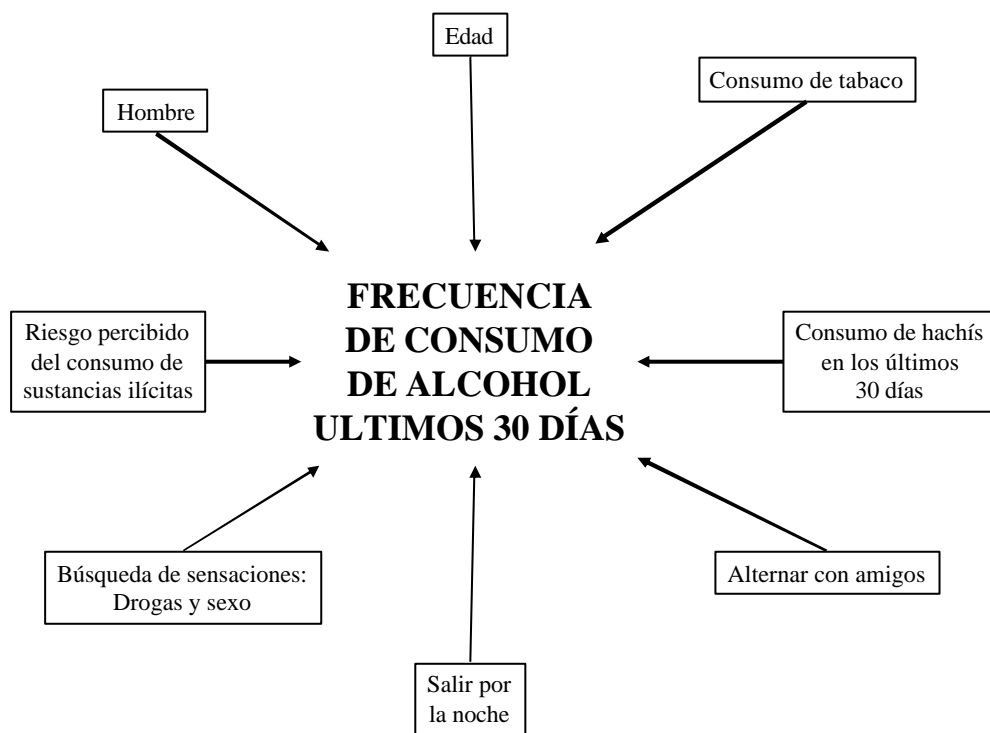 Edad
Consumo de tabaco
Hombre
FRECUENCIA
DE CONSUMO
DE ALCOHOL
ULTIMOS 30 DÍAS
Riesgo percibido
del consumo de
sustancias ilícitas
Consumo de hachís
en los últimos
30 días
Búsqueda de sensaciones:
Drogas y sexo
Alternar con amigos
Salir por
la noche